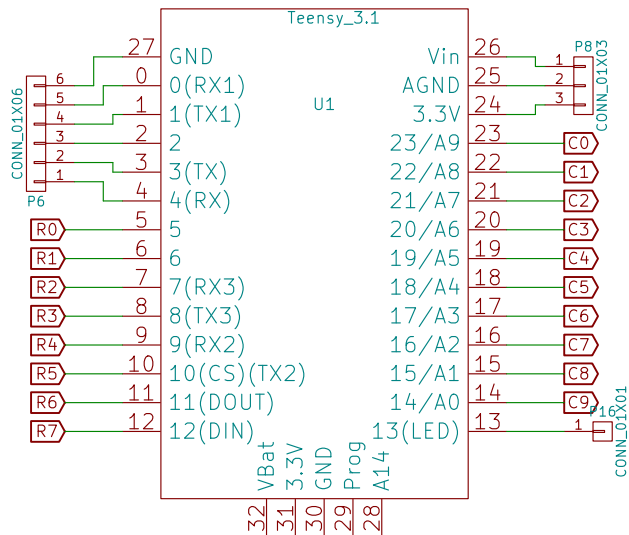 Teensy_3.1
U1
27 GND
0 0(RX1)
1 1(TX1)
2 2
3 3(TX)
4 4(RX)
R0 5 5
R1 6 6
R2 7 7(RX3)
R3 8 8(TX3)
R4 9 9(RX2)
R5 10 10(CS)(TX2)
R6 11 11(DOUT)
R7 12 12(DIN)
6
5
4
3
2
1
CONN_01X06
P6
Vin 26
AGND 25
3.3V 24
23/A9 23 C0
22/A8 22 C1
21/A7 21 C2
20/A6 20 C3
19/A5 19 C4
18/A4 18 C5
17/A3 17 C6
16/A2 16 C7
15/A1 15 C8
14/A0 14 C9
13(LED) 13
P8
1
2
3
CONN_01X03
P16
1
CONN_01X01
VBat 32
3.3V 31
GND 30
Prog 29
A14 28